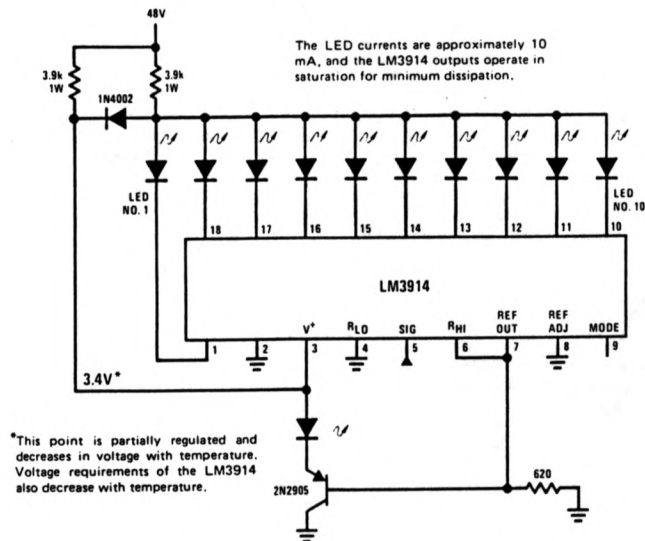 48V
The LED currents are approximately 10
mA, and the LM3914 outputs operate in
saturation for minimum dissipation.
3.9k
1W
3.9k
1W
1N4002
LED
NO. 1
LED
NO. 10
18
17
16
15
14
13
12
11
10
LM3914
V+
RLO
SIG
RHI
REF
OUT
REF
ADJ
MODE
1
2
3
4
5
6
7
8
9
3.4V*
*This point is partially regulated and
decreases in voltage with temperature.
Voltage requirements of the LM3914
also decrease with temperature.
2N2905
620